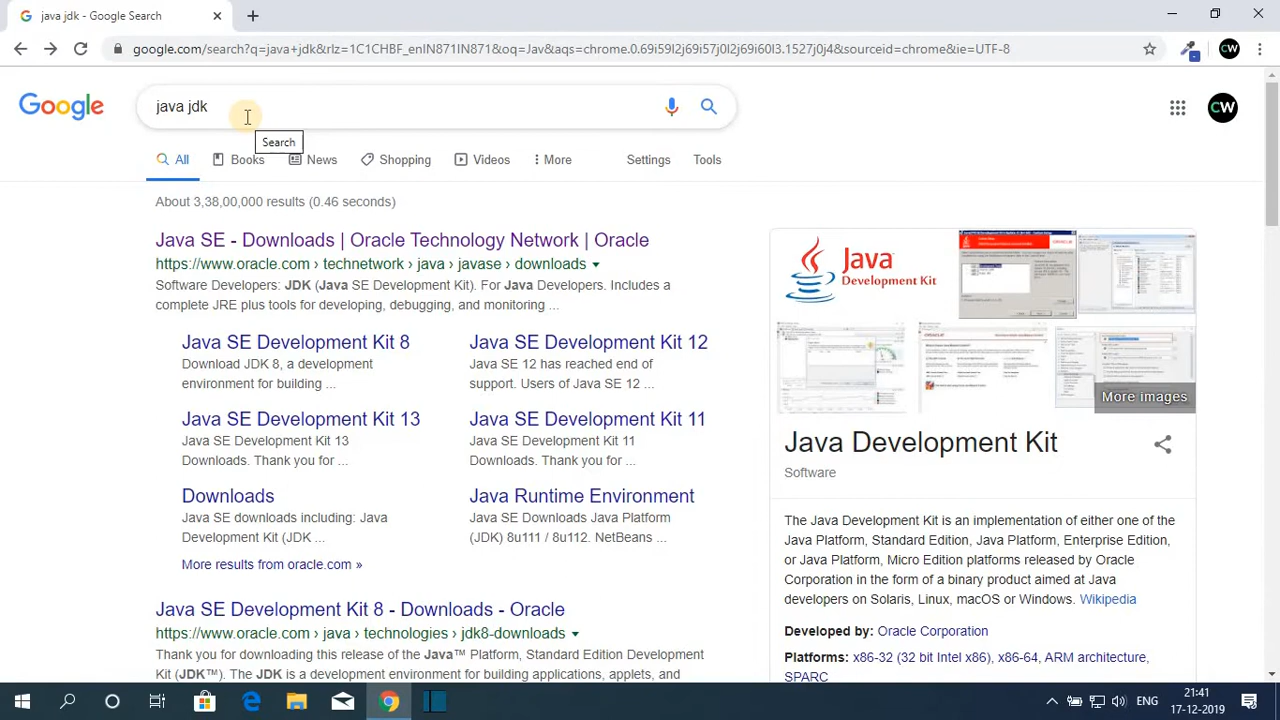 java jdk - Google Search
google.com/search?q=java+jdk&rlz=1C1CHBF_enIN871IN871&oq=Jav&aqs=chrome.0.69i59l2j69i57j0l2j69i60l3.1527j0j4&sourceid=chrome&ie=UTF-8
CW
Google
java jdk
CW
Search
All
Books
News
Shopping
Videos
More
Settings
Tools
About 3,38,00,000 results (0.46 seconds)
Java SE - Downloads | Oracle Technology Network | Oracle
https://www.oracle.com › technetwork › java › javase › downloads
Software Developers. JDK (Java SE Development Kit). For Java Developers. Includes a
complete JRE plus tools for developing, debugging, and monitoring ...
Java SE Development Kit 8
Download JDK 8, a development
environment for building ...
Java SE Development Kit 12
Java SE 12 has reached end of
support. Users of Java SE 12 ...
Java SE Development Kit 13
Java SE Development Kit 13
Downloads. Thank you for ...
Java SE Development Kit 11
Java SE Development Kit 11
Downloads. Thank you for ...
Downloads
Java SE downloads including: Java
Development Kit (JDK ...
Java Runtime Environment
Java SE Downloads Java Platform
(JDK) 8u111 / 8u112. NetBeans ...
More results from oracle.com »
Java SE Development Kit 8 - Downloads - Oracle
https://www.oracle.com › java › technologies › jdk8-downloads
Thank you for downloading this release of the Java™ Platform, Standard Edition Development
Kit (JDK™). The JDK is a development environment for building applications, applets, and
Java
Development Kit
More images
Java Development Kit
Software
The Java Development Kit is an implementation of either one of the
Java Platform, Standard Edition, Java Platform, Enterprise Edition,
or Java Platform, Micro Edition platforms released by Oracle
Corporation in the form of a binary product aimed at Java
developers on Solaris, Linux, macOS or Windows. Wikipedia
Developed by: Oracle Corporation
Platforms: x86-32 (32 bit Intel x86), x86-64, ARM architecture,
SPARC
ENG
21:41
17-12-2019